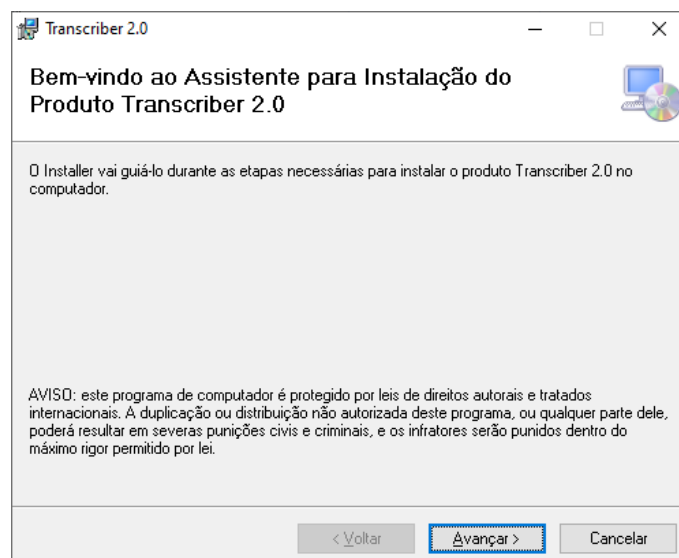 Transcriber 2.0
Bem-vindo ao Assistente para Instalação do
Produto Transcriber 2.0
O Installer vai guiá-lo durante as etapas necessárias para instalar o produto Transcriber 2.0 no
computador.
AVISO: este programa de computador é protegido por leis de direitos autorais e tratados
internacionais. A duplicação ou distribuição não autorizada deste programa, ou qualquer parte dele,
poderá resultar em severas punições civis e criminais, e os infratores serão punidos dentro do
máximo rigor permitido por lei.
< Voltar
Avançar >
Cancelar